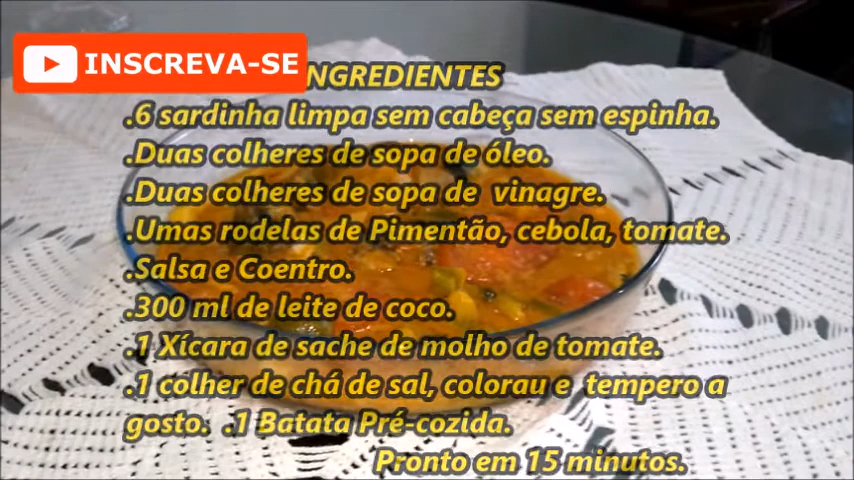 INSCREVA-SE
INGREDIENTES
.6 sardinha limpa sem cabeça sem espinha.
.Duas colheres de sopa de óleo.
.Duas colheres de sopa de vinagre.
.Umas rodelas de Pimentão, cebola, tomate.
.Salsa e Coentro.
.300 ml de leite de coco.
.1 Xícara de sache de molho de tomate.
.1 colher de chá de sal, colorau e tempero a
gosto. .1 Batata Pré-cozida.
Pronto em 15 minutos.